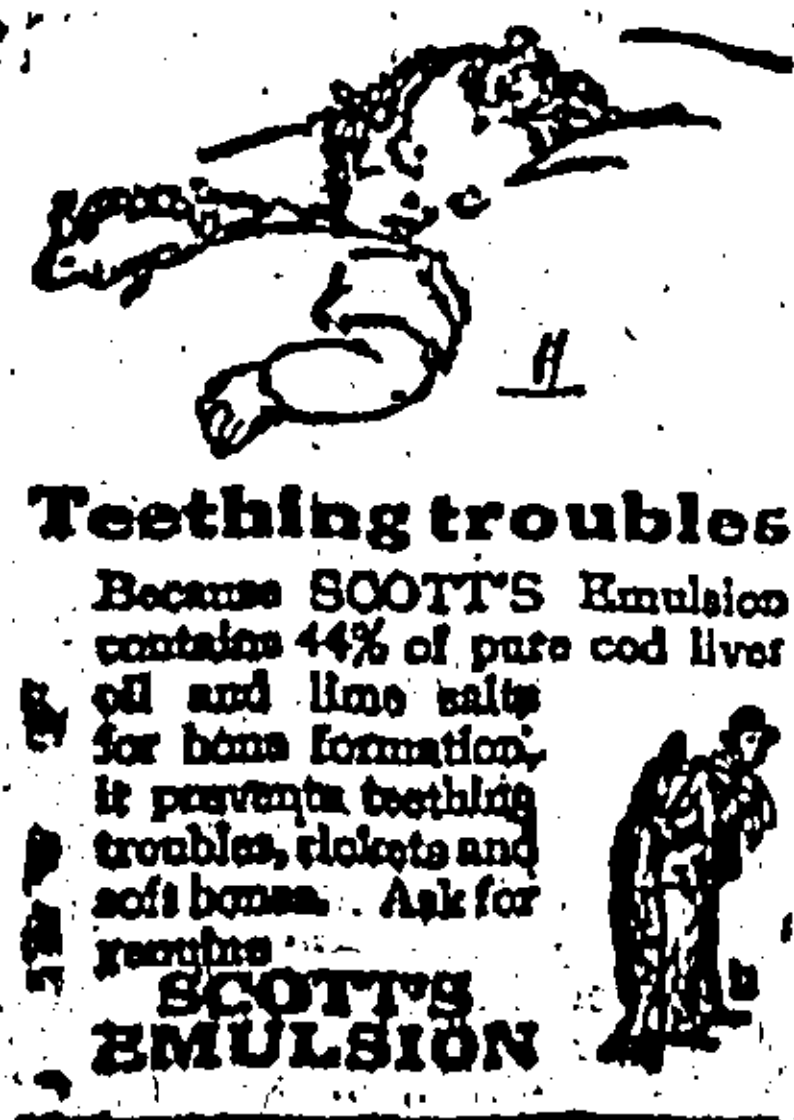 Teething troubles
Because SCOTT'S Emulsion
contains 44% of pure cod liver
oil and lime salts
for bone formation,
it prevents teething
troubles, rickets and
soft bones. Ask for
genuine
SCOTT'S
EMULSION